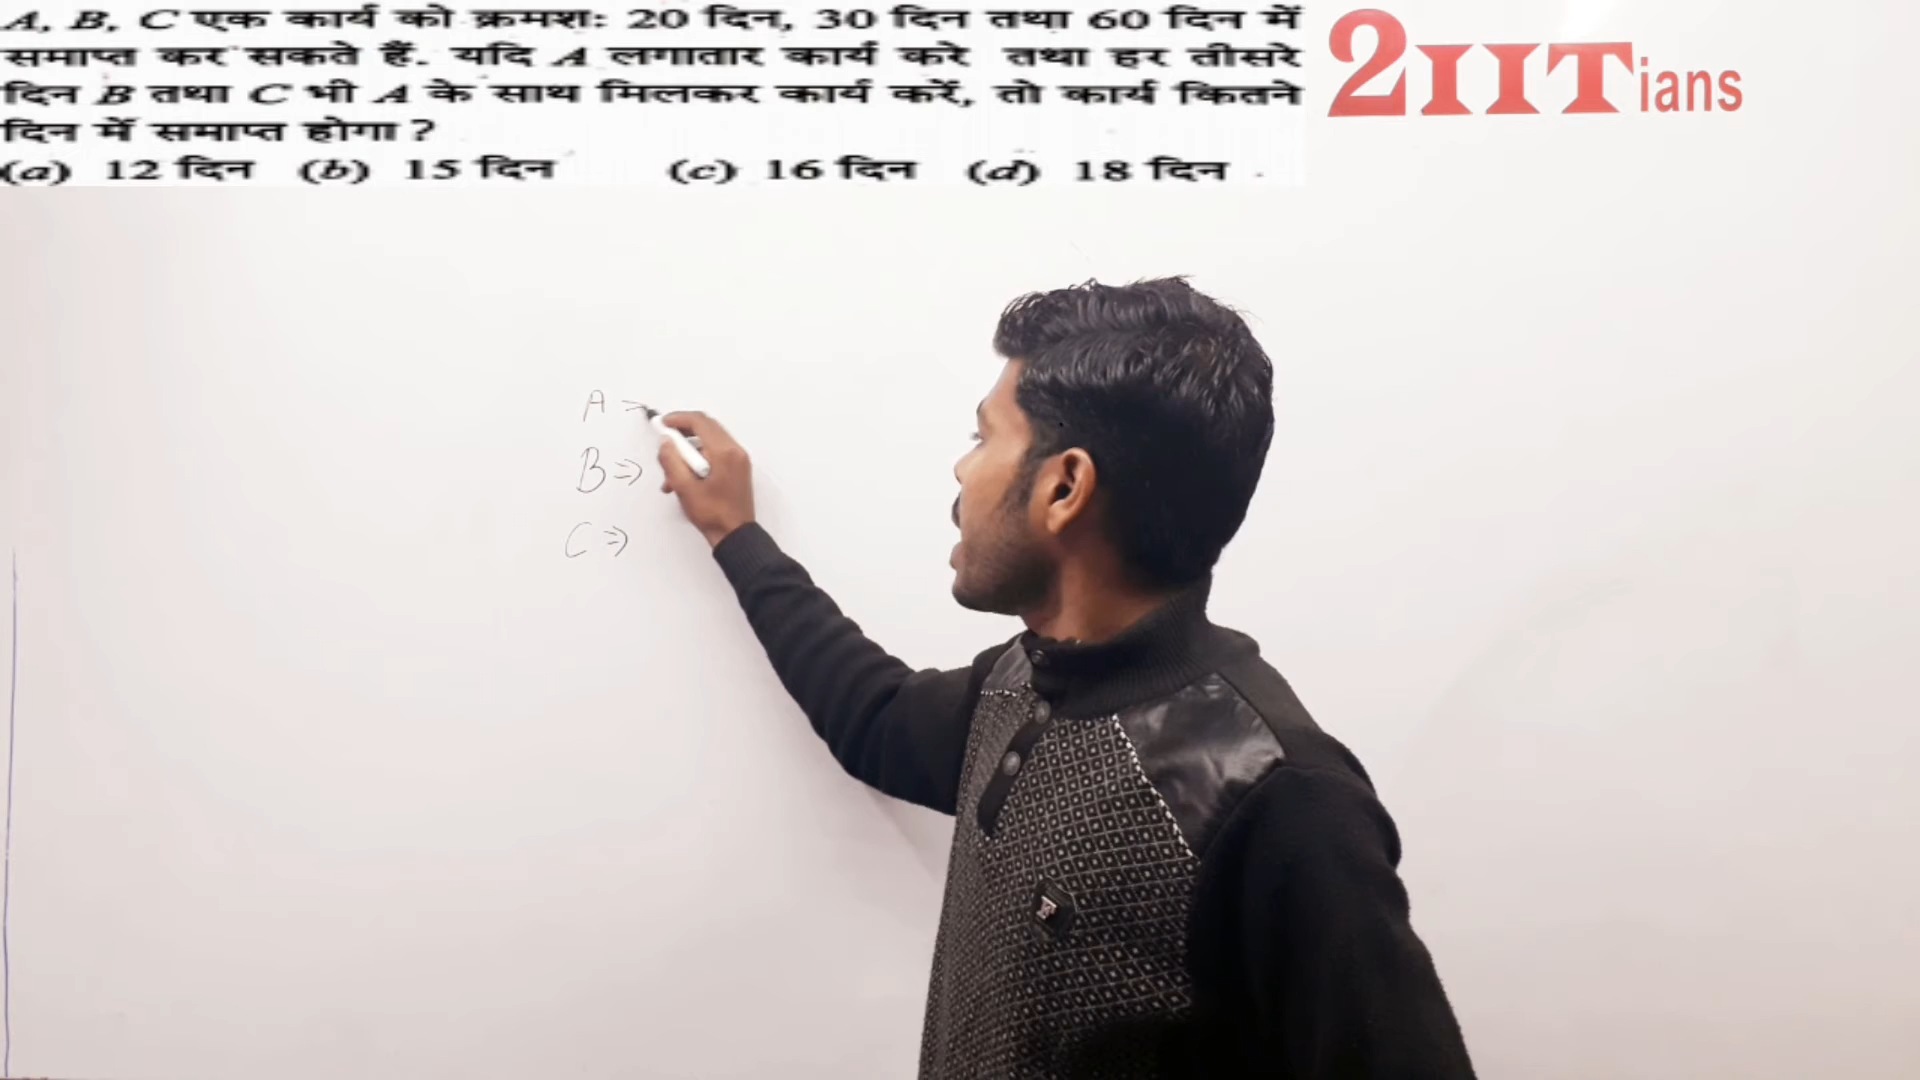 A, B, C एक कार्य को क्रमश: 20 दिन, 30 दिन तथा 60 दिन में
समाप्त कर सकते हैं. यदि A लगातार कार्य करे तथा हर तीसरे
दिन B तथा C भी A के साथ मिलकर कार्य करें, तो कार्य कितने
दिन में समाप्त होगा ?
(a) 12 दिन (b) 15 दिन (c) 16 दिन (d) 18 दिन
2IITians
A ⇒
B ⇒
C ⇒